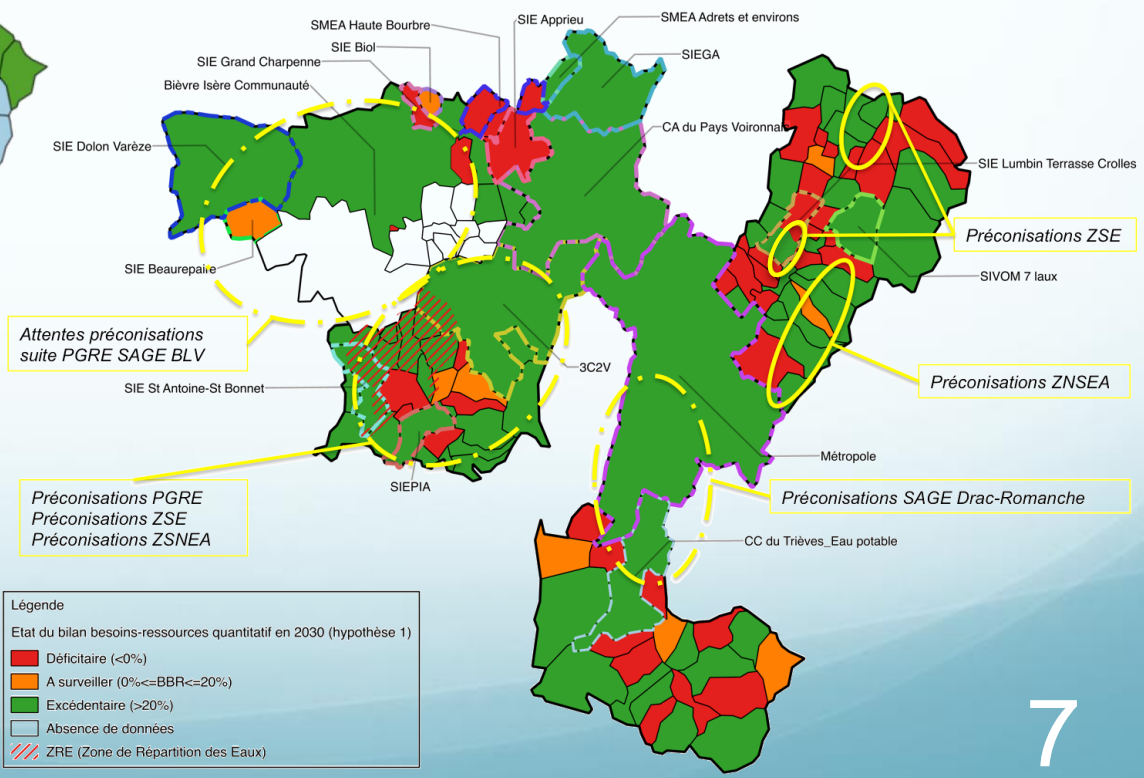 SMEA Haute Bourbre
SIE Apprieu
SMEA Adrets et environs
SIE Biol
SIEGA
SIE Grand Charpenne
Bièvre Isère Communauté
CA du Pays Voironnais
SIE Dolon Varèze
SIE Lumbin Terrasse Crolles
Préconisations ZSE
SIE Beaurepaire
SIVOM 7 laux
Attentes préconisations
suite PGRE SAGE BLV
3C2V
SIE St Antoine-St Bonnet
Préconisations ZNSEA
Métropole
SIEPIA
Préconisations PGRE
Préconisations ZSE
Préconisations ZSNEA
Préconisations SAGE Drac-Romanche
CC du Trièves_Eau potable
Légende
Etat du bilan besoins-ressources quantitatif en 2030 (hypothèse 1)
Déficitaire (<0%)
A surveiller (0%<=BBR<=20%)
Excédentaire (>20%)
Absence de données
ZRE (Zone de Répartition des Eaux)
7